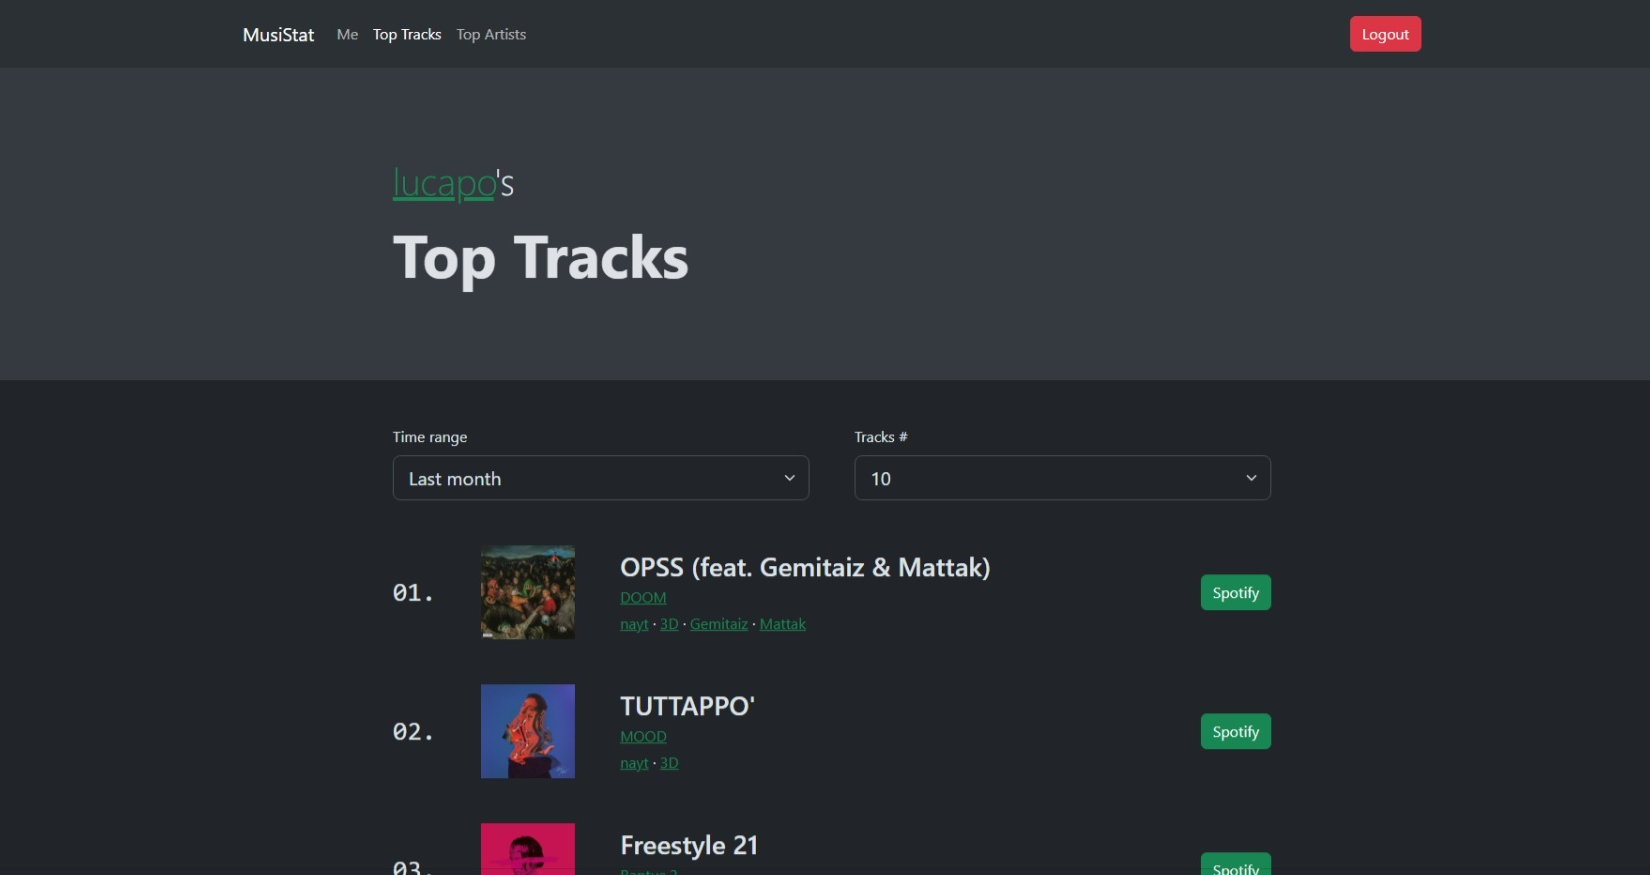 MusiStat Me Top Tracks Top Artists Logout
lucapo's
Top Tracks
Time range Tracks #
Last month 10
01. OPSS (feat. Gemitaiz & Mattak) Spotify
DOOM
nayt · 3D · Gemitaiz · Mattak
02. TUTTAPPO' Spotify
MOOD
nayt · 3D
03. Freestyle 21 Spotify